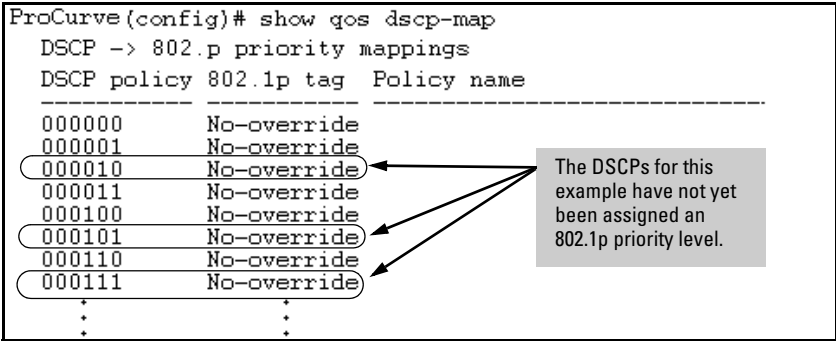 ProCurve(config)# show qos dscp-map
DSCP -> 802.p priority mappings
DSCP policy 802.1p tag Policy name
000000 No-override
000001 No-override
000010 No-override
000011 No-override
000100 No-override
000101 No-override
000110 No-override
000111 No-override
The DSCPs for this
example have not yet
been assigned an
802.1p priority level.